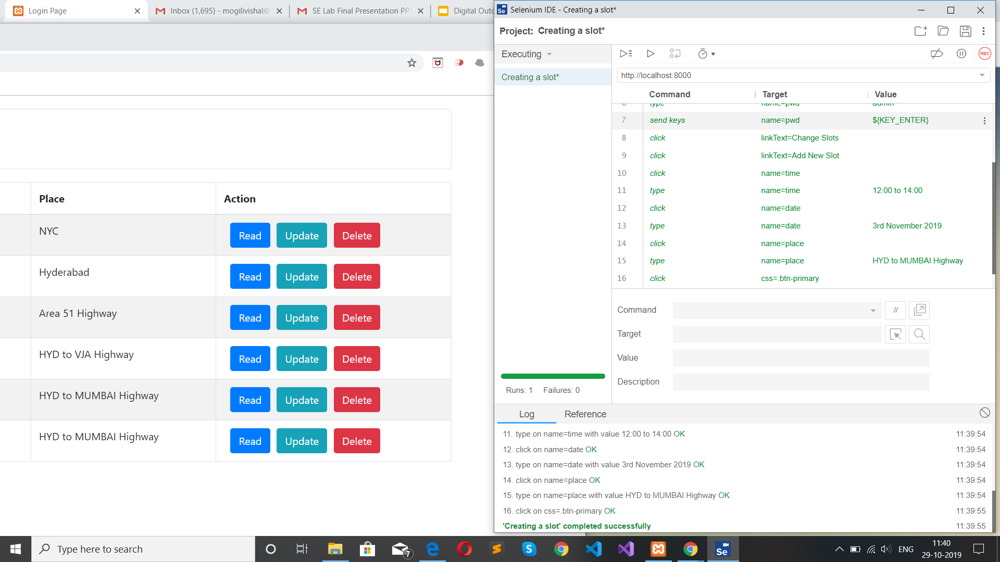 Login Page
Inbox (1,695) - mogilivishal@
SE Lab Final Presentation PP
Digital Out
Place
Action
NYC
Read Update Delete
Hyderabad
Read Update Delete
Area 51 Highway
Read Update Delete
HYD to VJA Highway
Read Update Delete
HYD to MUMBAI Highway
Read Update Delete
HYD to MUMBAI Highway
Read Update Delete
Se Selenium IDE - Creating a slot*
Project: Creating a slot*
Executing
REC
Creating a slot*
http://localhost:8000
Command Target Value
6 type name=pwd admin
7 send keys name=pwd ${KEY_ENTER}
8 click linkText=Change Slots
9 click linkText=Add New Slot
10 click name=time
11 type name=time 12:00 to 14:00
12 click name=date
13 type name=date 3rd November 2019
14 click name=place
15 type name=place HYD to MUMBAI Highway
16 click css=.btn-primary
Command //
Target
Value
Description
Runs: 1 Failures: 0
Log Reference
11. type on name=time with value 12:00 to 14:00 OK 11:39:54
12. click on name=date OK 11:39:54
13. type on name=date with value 3rd November 2019 OK 11:39:54
14. click on name=place OK 11:39:54
15. type on name=place with value HYD to MUMBAI Highway OK 11:39:54
16. click on css=.btn-primary OK 11:39:55
'Creating a slot' completed successfully 11:39:55
Type here to search
7
Se
ENG
11:40
29-10-2019